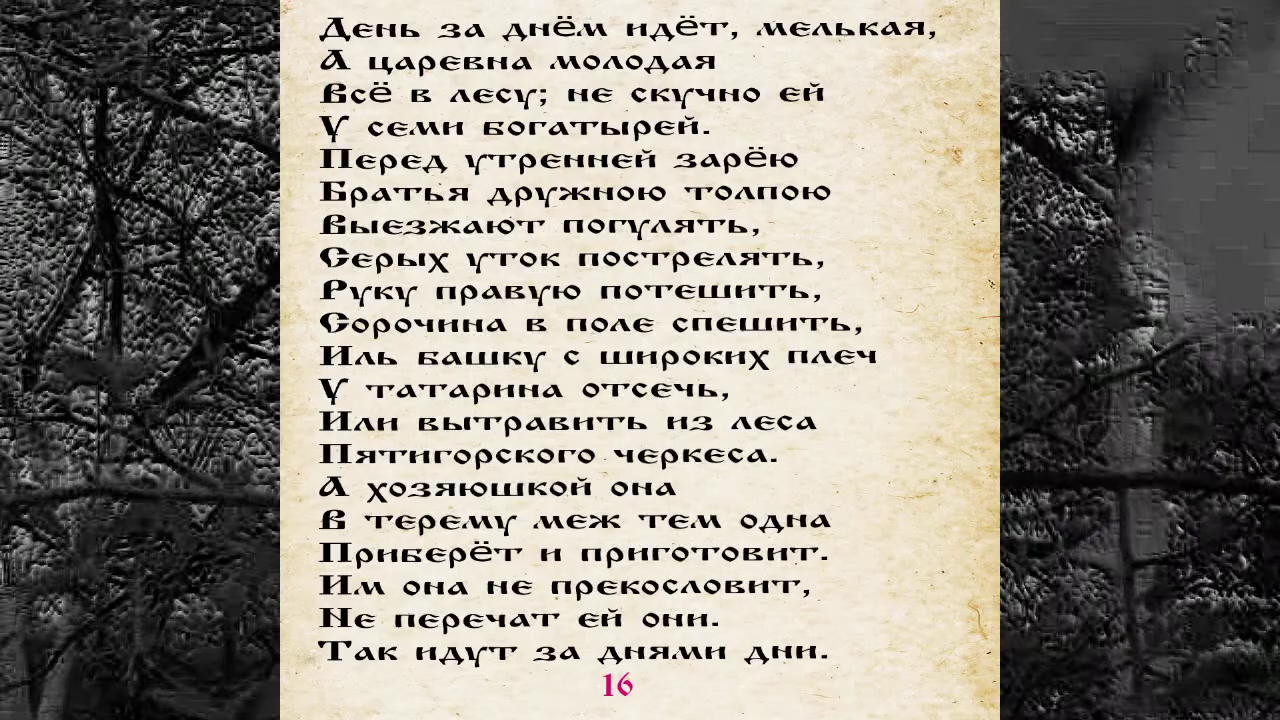 День за днём идёт, мелькая,
А царевна молодая
Всё в лесу; не скучно ей
У семи богатырей.
Перед утренней зарёю
Братья дружною толпою
Выезжают погулять,
Серых уток пострелять,
Руку правую потешить,
Сорочина в поле спешить,
Иль башку с широких плеч
У татарина отсечь,
Или вытравить из леса
Пятигорского черкеса.
А хозяюшкой она
В терему меж тем одна
Приберёт и приготовит.
Им она не прекословит,
Не перечат ей они.
Так идут за днями дни.
16